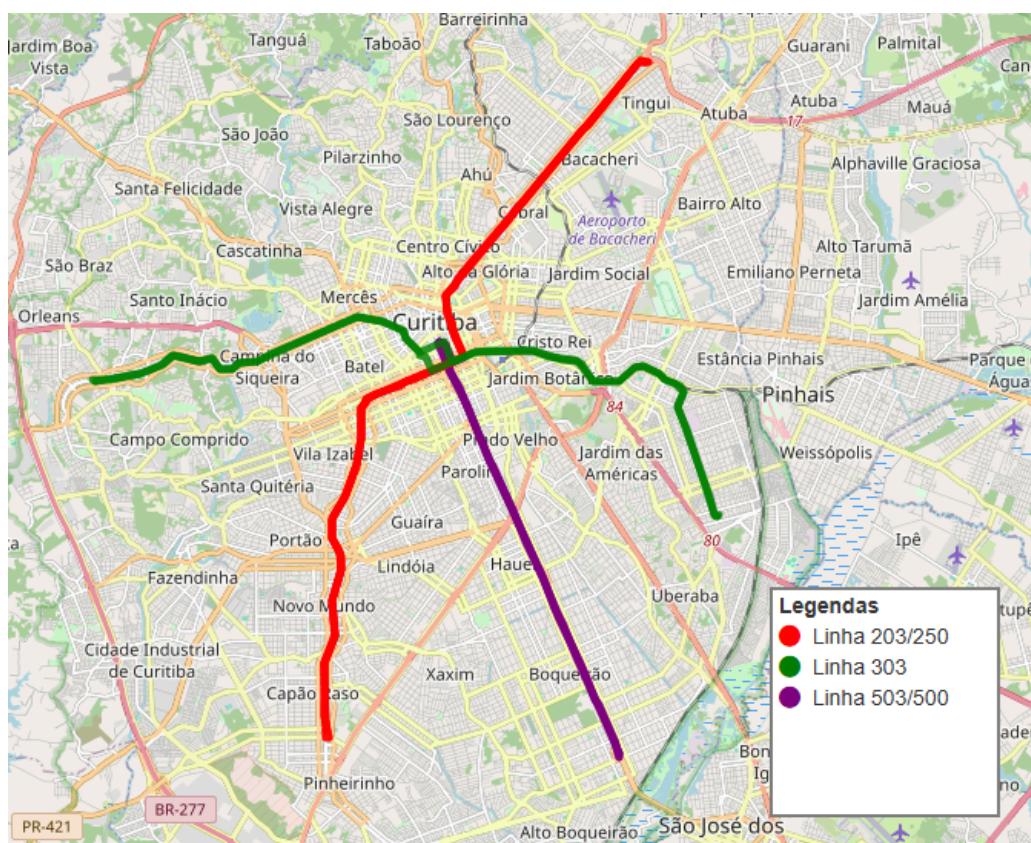 Barreirinha
Jardim Boa
Vista
Tanguá
Taboão
Guarani
Palmital
Tingui
Atuba
Atuba
Mauá
17
São Lourenço
São João
Pilarzinho
Bacacheri
Alphaville Graciosa
Santa Felicidade
Ahú
Vista Alegre
Cabral
Aeroporto
de Bacacheri
Bairro Alto
Cascatinha
Centro Cívico
Alto Tarumã
São Braz
Alto da Glória
Jardim Social
Emiliano Perneta
Santo Inácio
Mercês
Jardim Amélia
Orleans
Curitiba
Cristo Rei
Campina do
Siqueira
Batel
Estância Pinhais
Parque
Jardim Botânico
Pinhais
84
Campo Comprido
Vila Izabel
Prado Velho
Jardim das
Américas
Weissópolis
Santa Quitéria
Parolin
Guaíra
80
Portão
Ipê
Lindóia
Hauer
Fazendinha
Uberaba
Novo Mundo
Cidade Industrial
de Curitiba
Xaxim
Boqueirão
Capão Raso
Pinheirinho
BR-277
PR-421
Alto Boqueirão
São José dos
Legendas
Linha 203/250
Linha 303
Linha 503/500